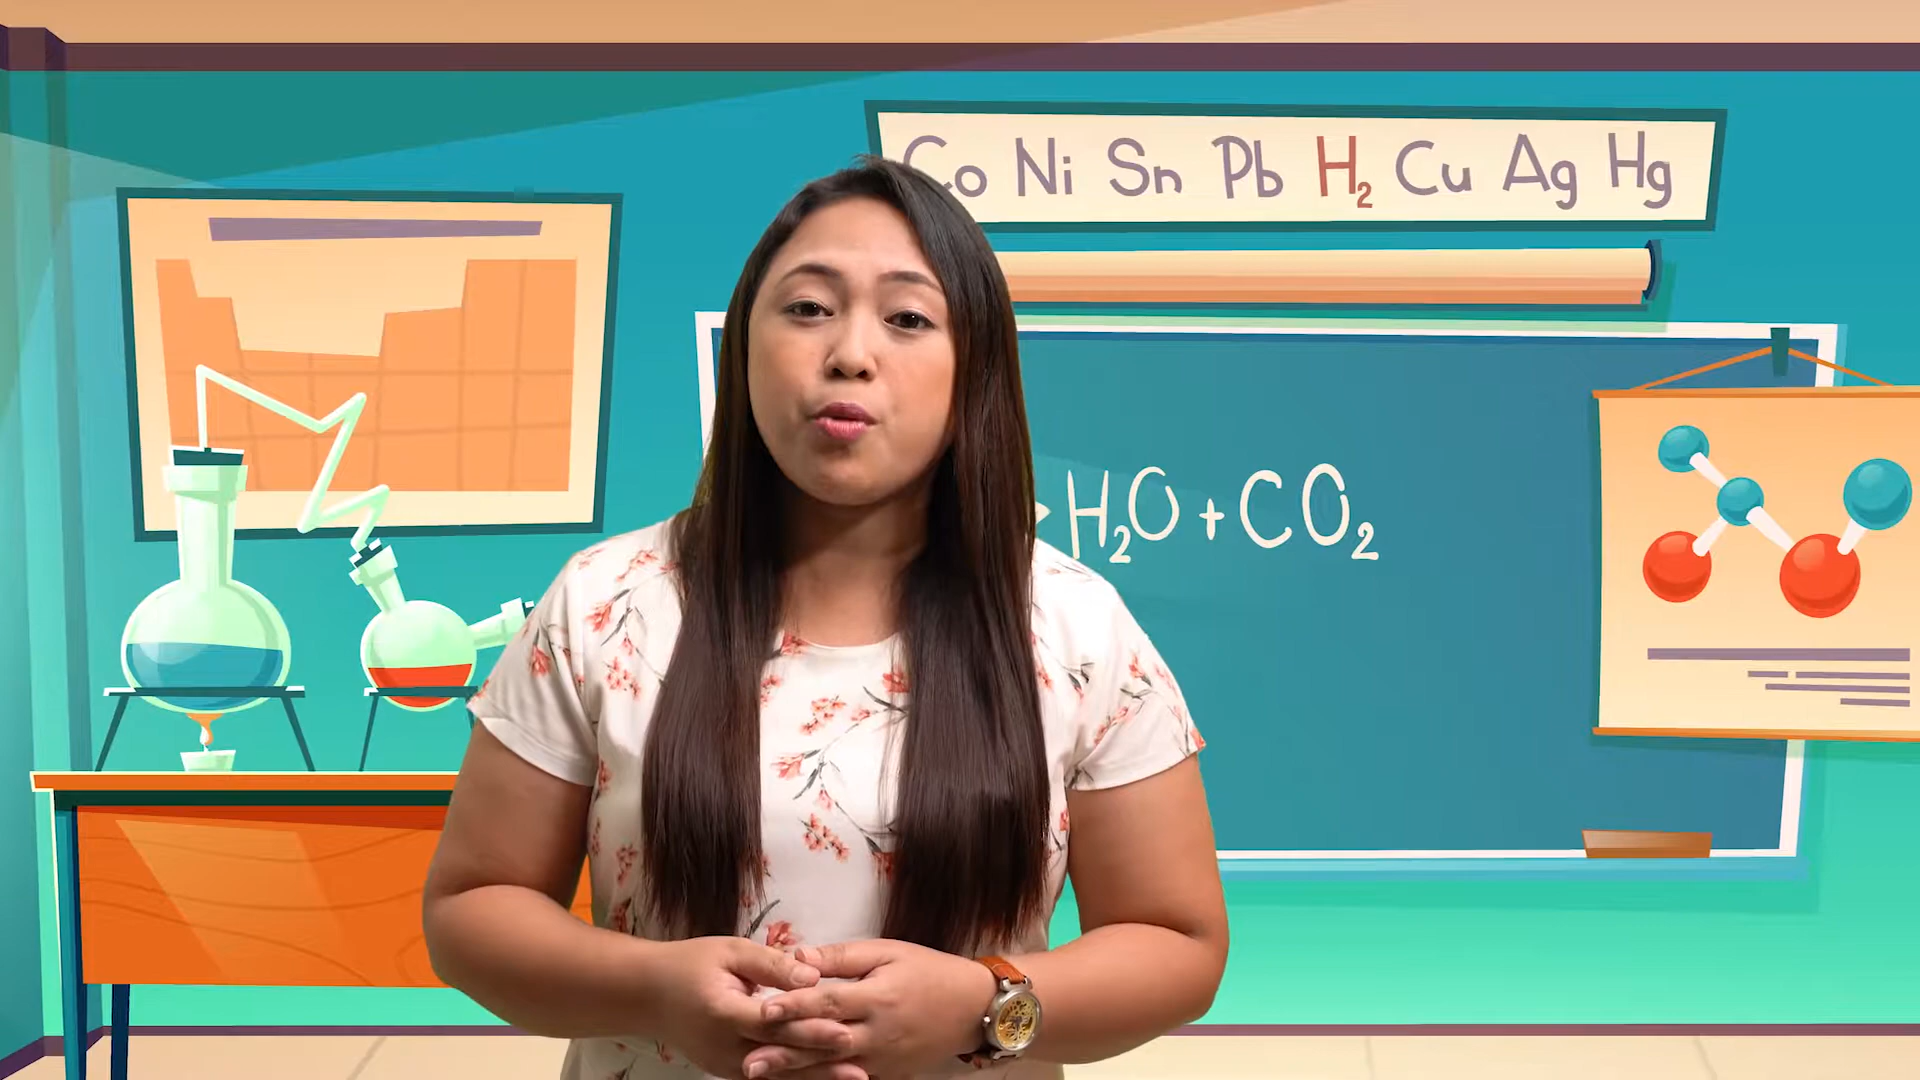 Co Ni Sn Pb H₂ Cu Ag Hg
H₂O + CO₂